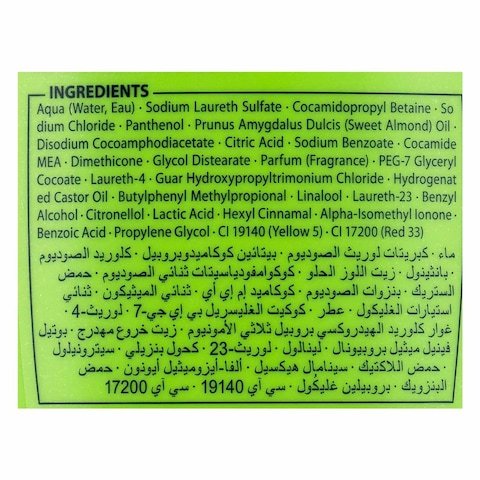 INGREDIENTS
Aqua (Water, Eau) · Sodium Laureth Sulfate · Cocamidopropyl Betaine · So
dium Chloride · Panthenol · Prunus Amygdalus Dulcis (Sweet Almond) Oil ·
Disodium Cocoamphodiacetate · Citric Acid · Sodium Benzoate · Cocamide
MEA · Dimethicone · Glycol Distearate · Parfum (Fragrance) · PEG-7 Glyceryl
Cocoate · Laureth-4 · Guar Hydroxypropyltrimonium Chloride · Hydrogenat
ed Castor Oil · Butylphenyl Methylpropional · Linalool · Laureth-23 · Benzyl
Alcohol · Citronellol · Lactic Acid · Hexyl Cinnamal · Alpha-Isomethyl Ionone ·
Benzoic Acid · Propylene Glycol · CI 19140 (Yellow 5) · CI 17200 (Red 33)
ماء · كبريتات لوريث الصوديوم · بيتائين كوكاميدوبروبيل · كلوريد الصوديوم
· بانثينول · زيت اللوز الحلو · كوكوامفودياسيتات ثنائي الصوديوم · حمض
الستريك · بنزوات الصوديوم · كوكاميد إم إي أي · ثنائي الميثيكون · ثنائي
استيارات الغليكول · عطر · كوكيت الغليسريل بي إي جي-7 · لوريث-4 ·
غوار كلوريد الهيدروكسي بروبيل ثلاثي الأمونيوم · زيت خروع مهدرج · بوتيل
فينيل ميثيل بروبيونال · لينالول · لوريث-23 · كحول بنزيلي · سيترونيلول
· حمض اللاكتيك · سينامال هيكسيل · ألفا-أيزوميثيل أيونون · حمض
البنزويك · بروبيلين غليكول · سي آي 19140 · سي آي 17200